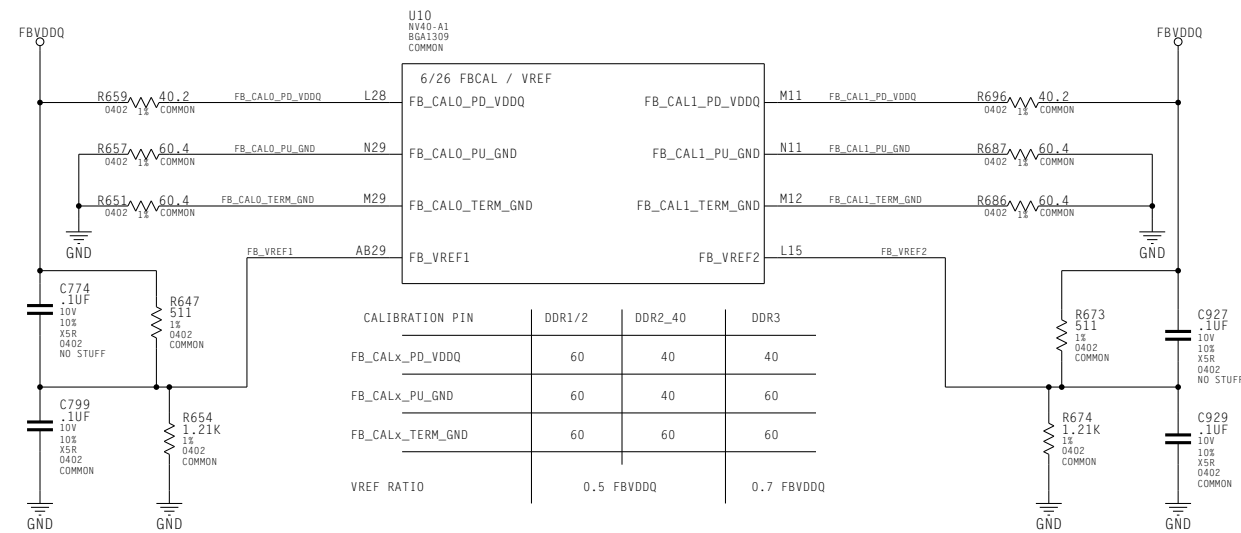 U10
NV40-A1
BGA1309
COMMON
FBVDDQ
FBVDDQ
6/26 FBCAL / VREF
R659 40.2 FB_CAL0_PD_VDDQ L28 FB_CAL0_PD_VDDQ
0402 1% COMMON
FB_CAL1_PD_VDDQ M11 FB_CAL1_PD_VDDQ R696 40.2
0402 1% COMMON
R657 60.4 FB_CAL0_PU_GND N29 FB_CAL0_PU_GND
0402 1% COMMON
FB_CAL1_PU_GND N11 FB_CAL1_PU_GND R687 60.4
0402 1% COMMON
R651 60.4 FB_CAL0_TERM_GND M29 FB_CAL0_TERM_GND
0402 1% COMMON
FB_CAL1_TERM_GND M12 FB_CAL1_TERM_GND R686 60.4
0402 1% COMMON
GND
GND
FB_VREF1 AB29 FB_VREF1
FB_VREF2 L15 FB_VREF2
C774
.1UF
10V
10%
X5R
0402
NO STUFF
R647
511
1%
0402
COMMON
C799
.1UF
10V
10%
X5R
0402
COMMON
R654
1.21K
1%
0402
COMMON
GND
GND
CALIBRATION PIN DDR1/2 DDR2_40 DDR3
FB_CALx_PD_VDDQ 60 40 40
FB_CALx_PU_GND 60 40 60
FB_CALx_TERM_GND 60 60 60
VREF RATIO 0.5 FBVDDQ 0.7 FBVDDQ
R673
511
1%
0402
COMMON
C927
.1UF
10V
10%
X5R
0402
NO STUFF
R674
1.21K
1%
0402
COMMON
C929
.1UF
10V
10%
X5R
0402
COMMON
GND
GND